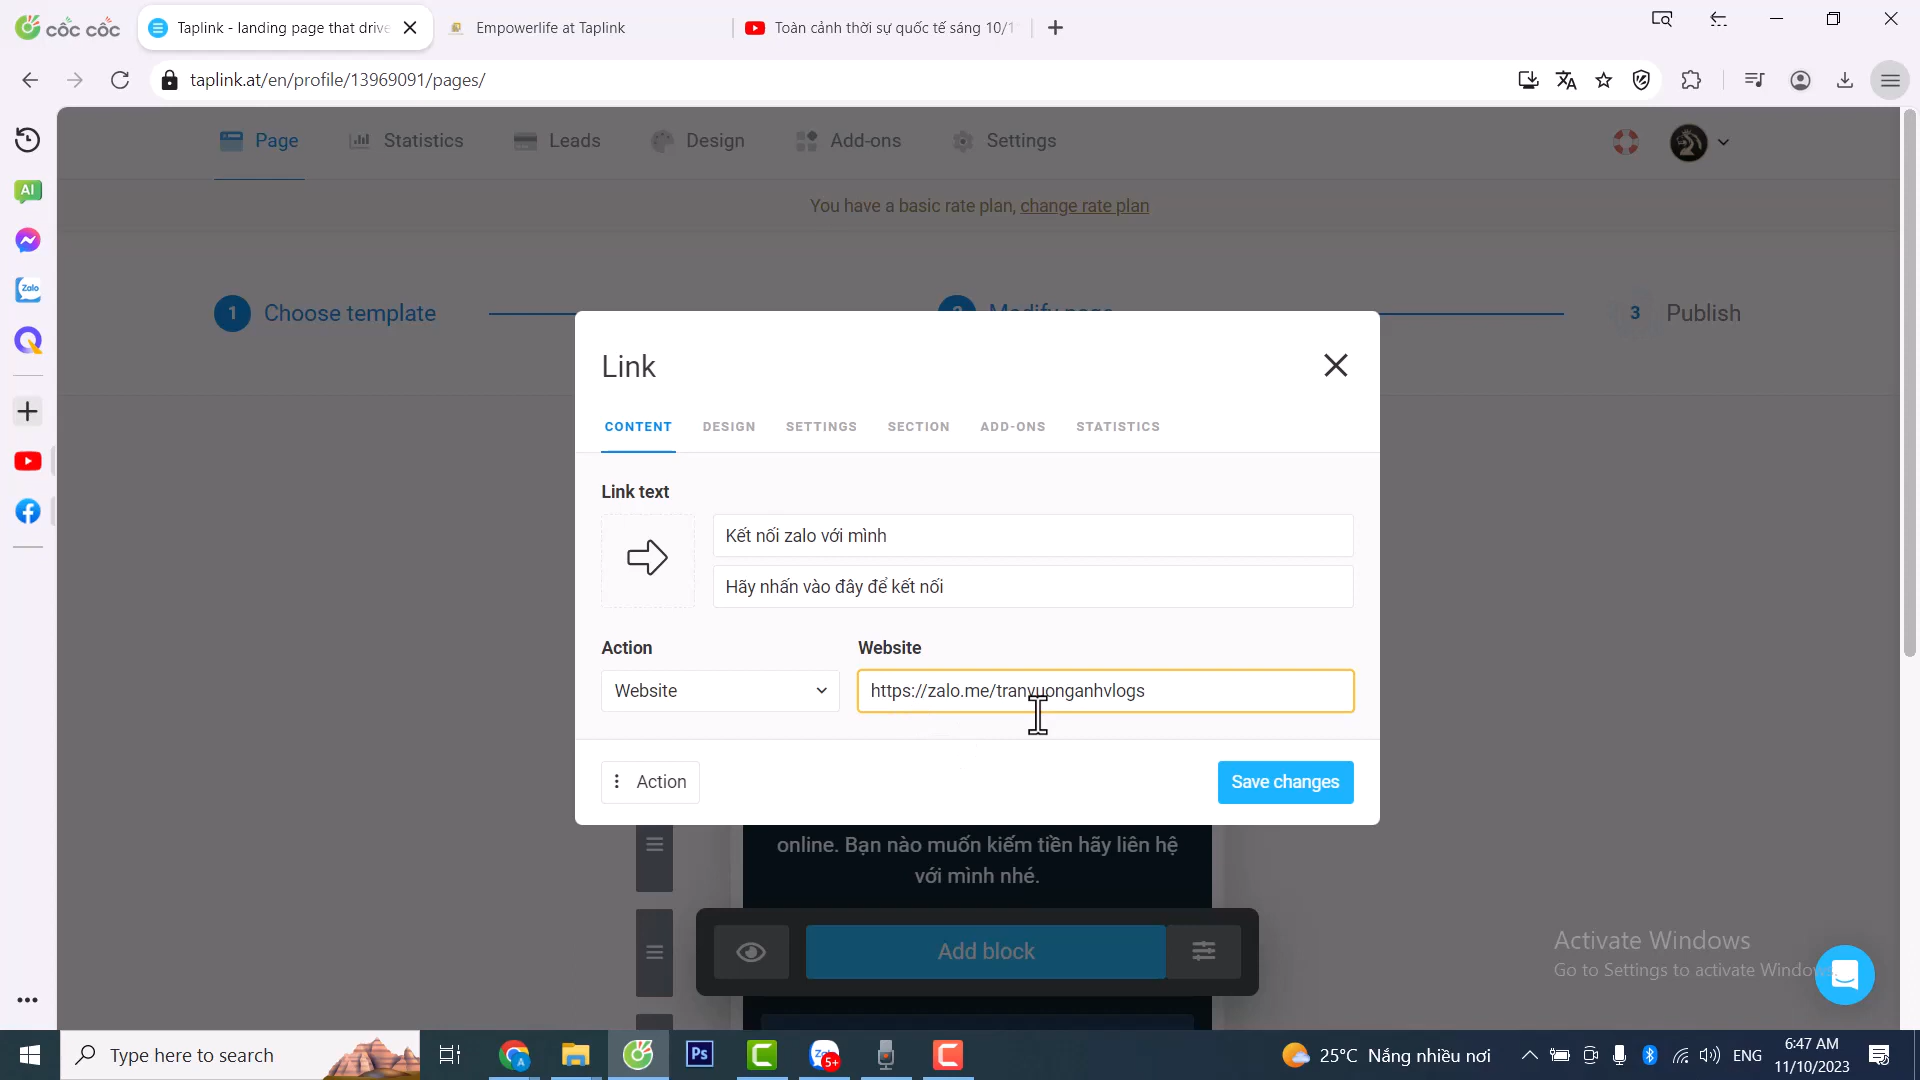 cốc cốc
Taplink - landing page that drive
Empowerlife at Taplink
Toàn cảnh thời sự quốc tế sáng 10/1
taplink.at/en/profile/13969091/pages/
AI
Zalo
Page
Statistics
Leads
Design
Add-ons
Settings
You have a basic rate plan, change rate plan
1 Choose template
3 Publish
Link
CONTENT
DESIGN
SETTINGS
SECTION
ADD-ONS
STATISTICS
Link text
Kết nối zalo với mình
Hãy nhấn vào đây để kết nối
Action
Website
Website
https://zalo.me/tranvuonganhvlogs
Action
Save changes
online. Bạn nào muốn kiếm tiền hãy liên hệ
với mình nhé.
Add block
Activate Windows
Go to Settings to activate Windows
Type here to search
Ps
5+
25°C Nắng nhiều nơi
ENG
6:47 AM
11/10/2023